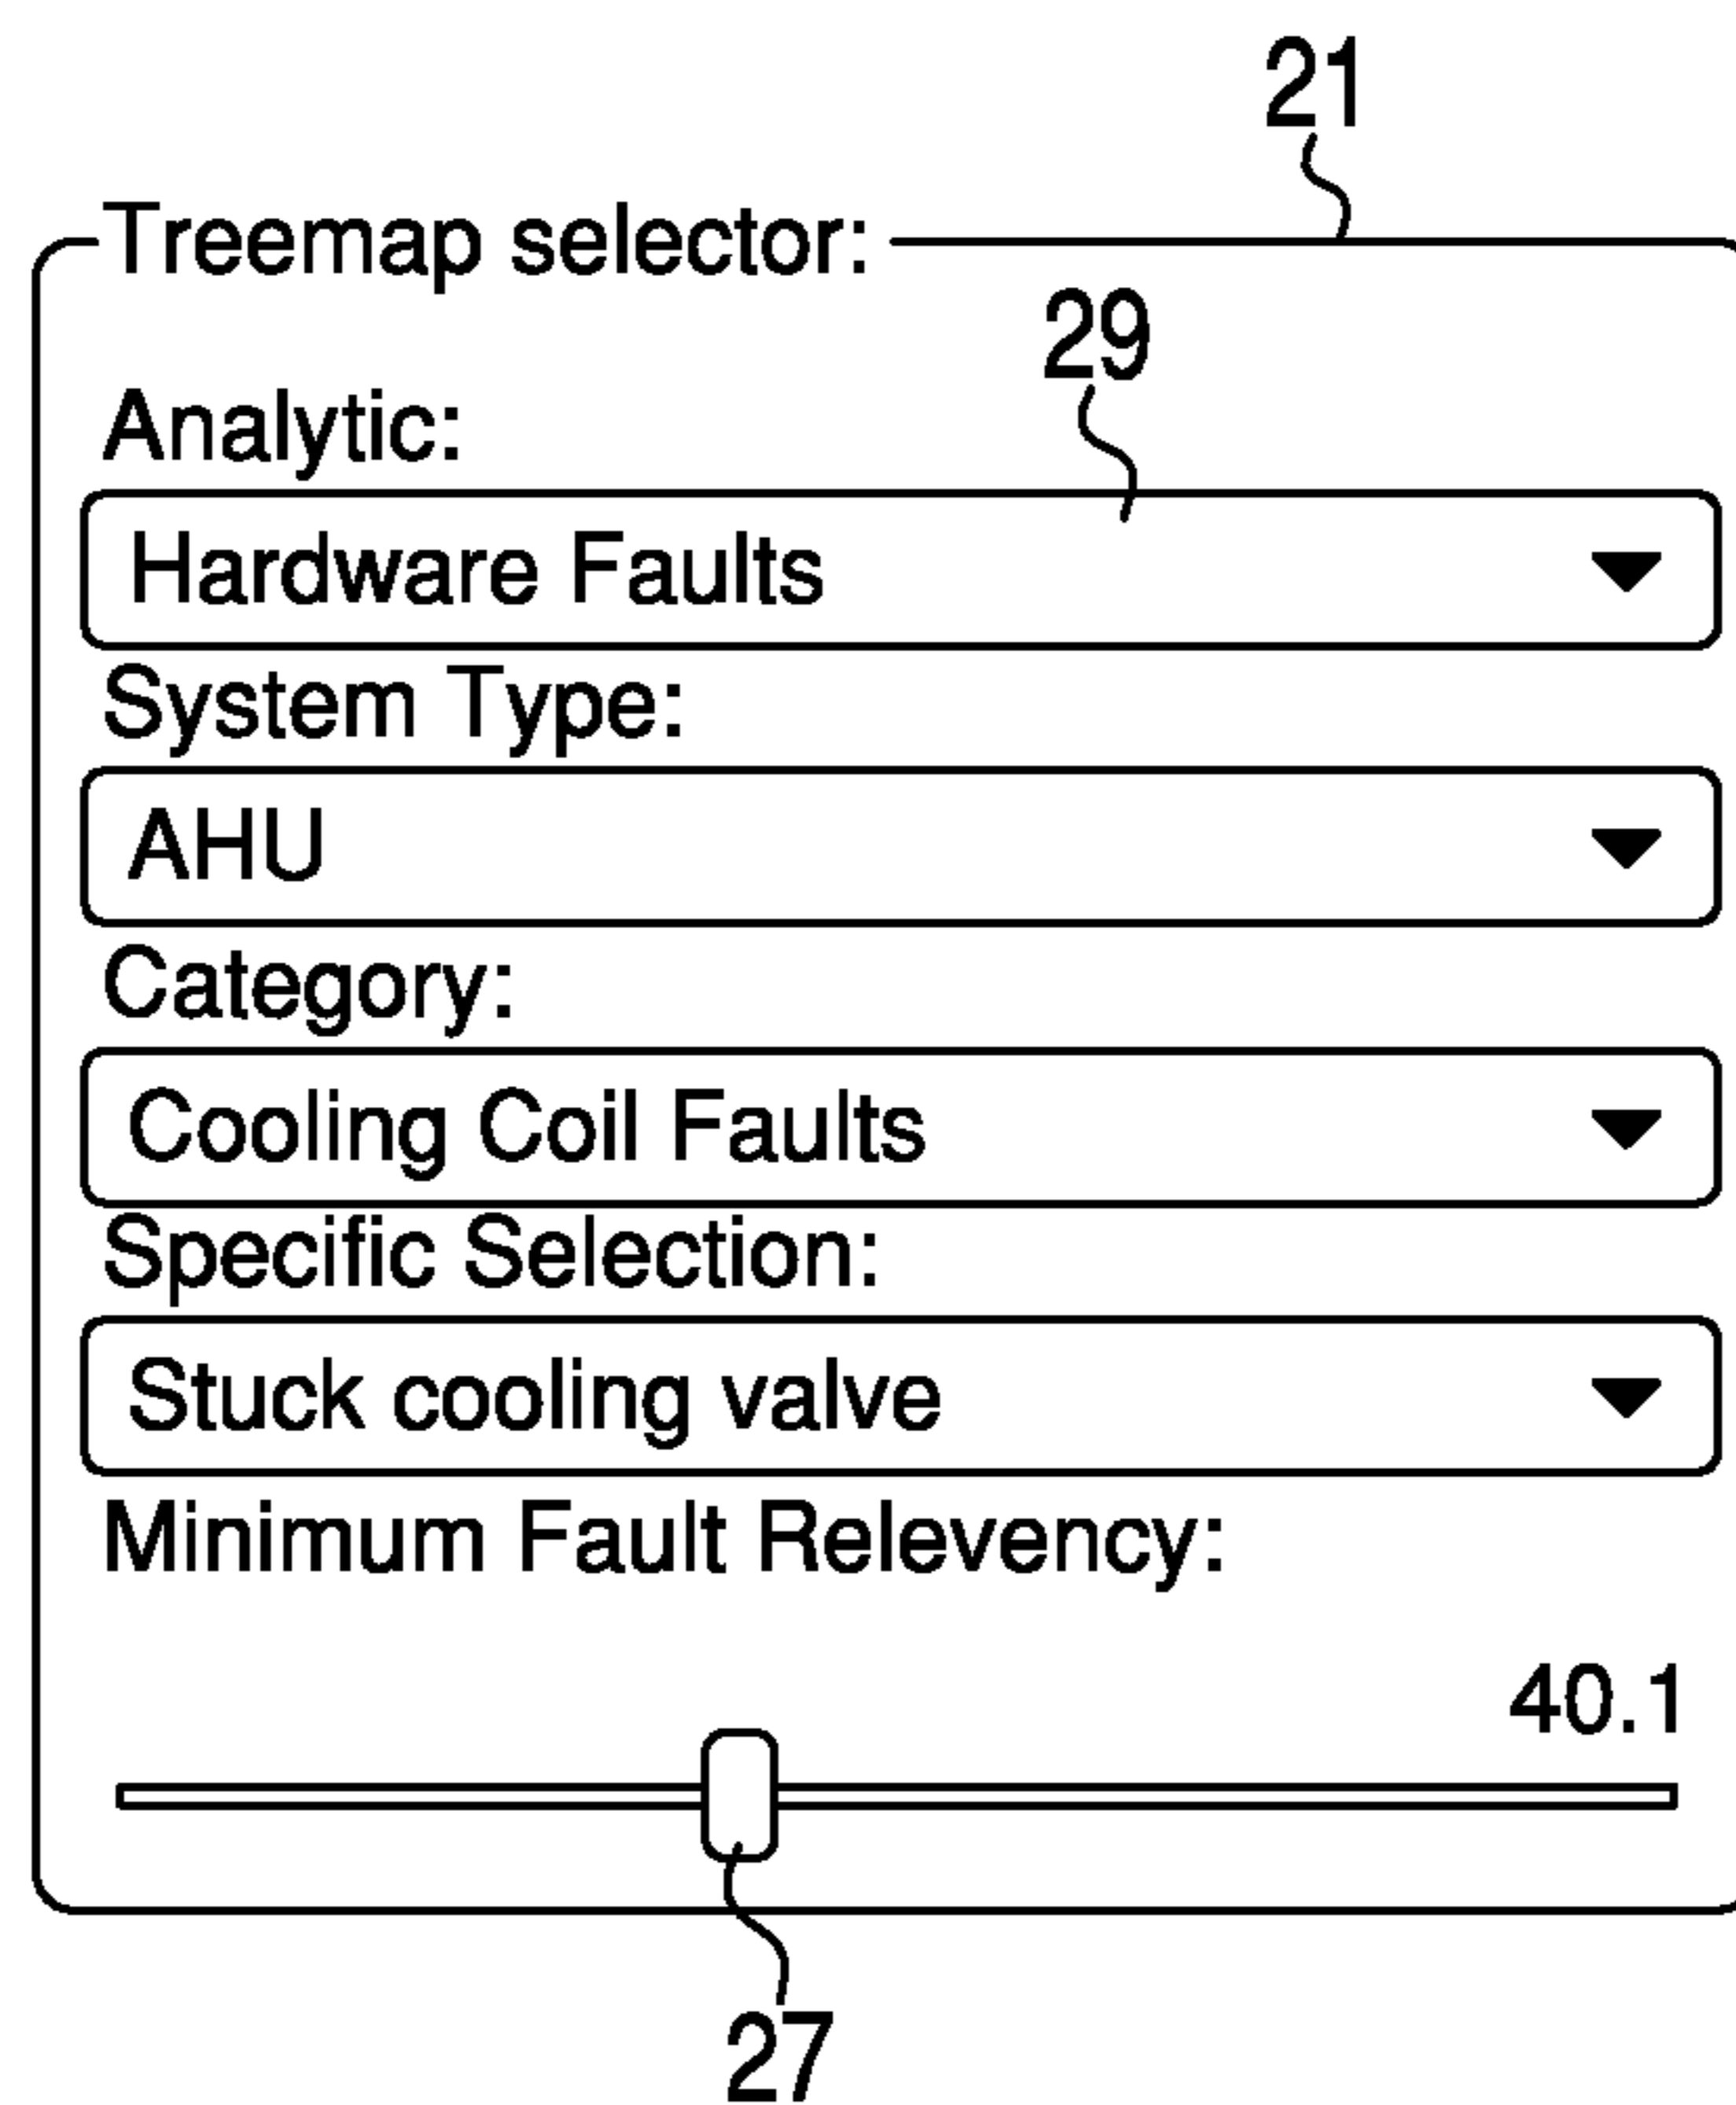 21
Treemap selector:
29
Analytic:
Hardware Faults
System Type:
AHU
Category:
Cooling Coil Faults
Specific Selection:
Stuck cooling valve
Minimum Fault Relevency:
40.1
27